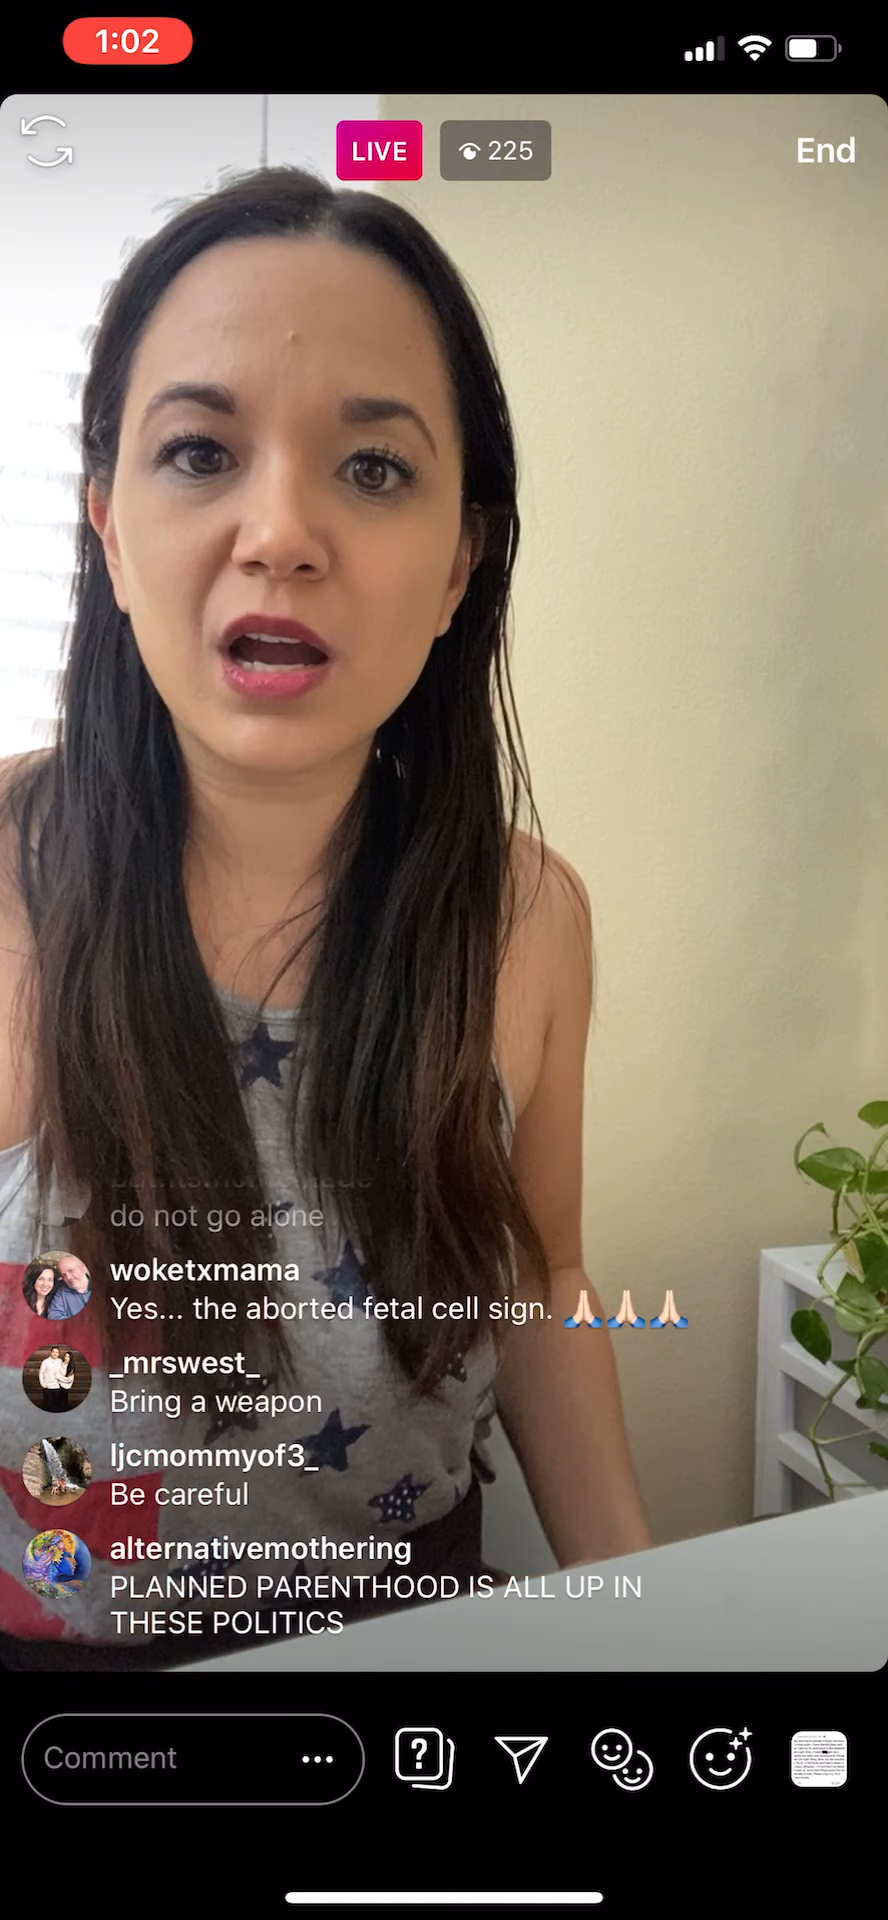 1:02
LIVE
225
End
do not go alone
woketxmama
Yes... the aborted fetal cell sign. 🙏🏻🙏🏻🙏🏻
_mrswest_
Bring a weapon
ljcmommyof3_
Be careful
alternativemothering
PLANNED PARENTHOOD IS ALL UP IN
THESE POLITICS
Comment